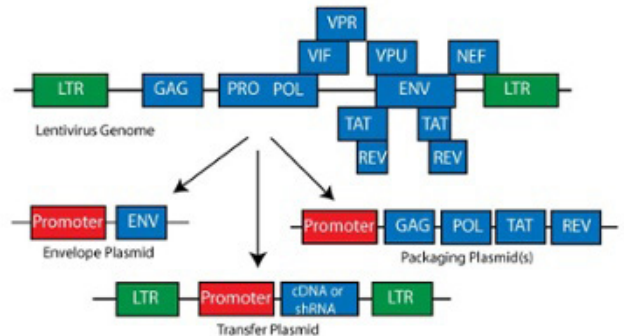 VPR
VIF VPU NEF
LTR GAG PRO POL ENV LTR
TAT TAT
REV REV
Lentivirus Genome
Promoter ENV
Envelope Plasmid
Promoter GAG POL TAT REV
Packaging Plasmid(s)
LTR Promoter cDNA or shRNA LTR
Transfer Plasmid